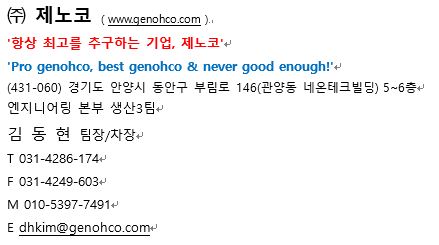 ㈜ 제노코 ( www.genohco.com ).
'항상 최고를 추구하는 기업, 제노코'
'Pro genohco, best genohco & never good enough!'
(431-060) 경기도 안양시 동안구 부림로 146(관양동 네온테크빌딩) 5~6층
엔지니어링 본부 생산3팀
김 동 현 팀장/차장
T 031-4286-174
F 031-4249-603
M 010-5397-7491
E dhkim@genohco.com